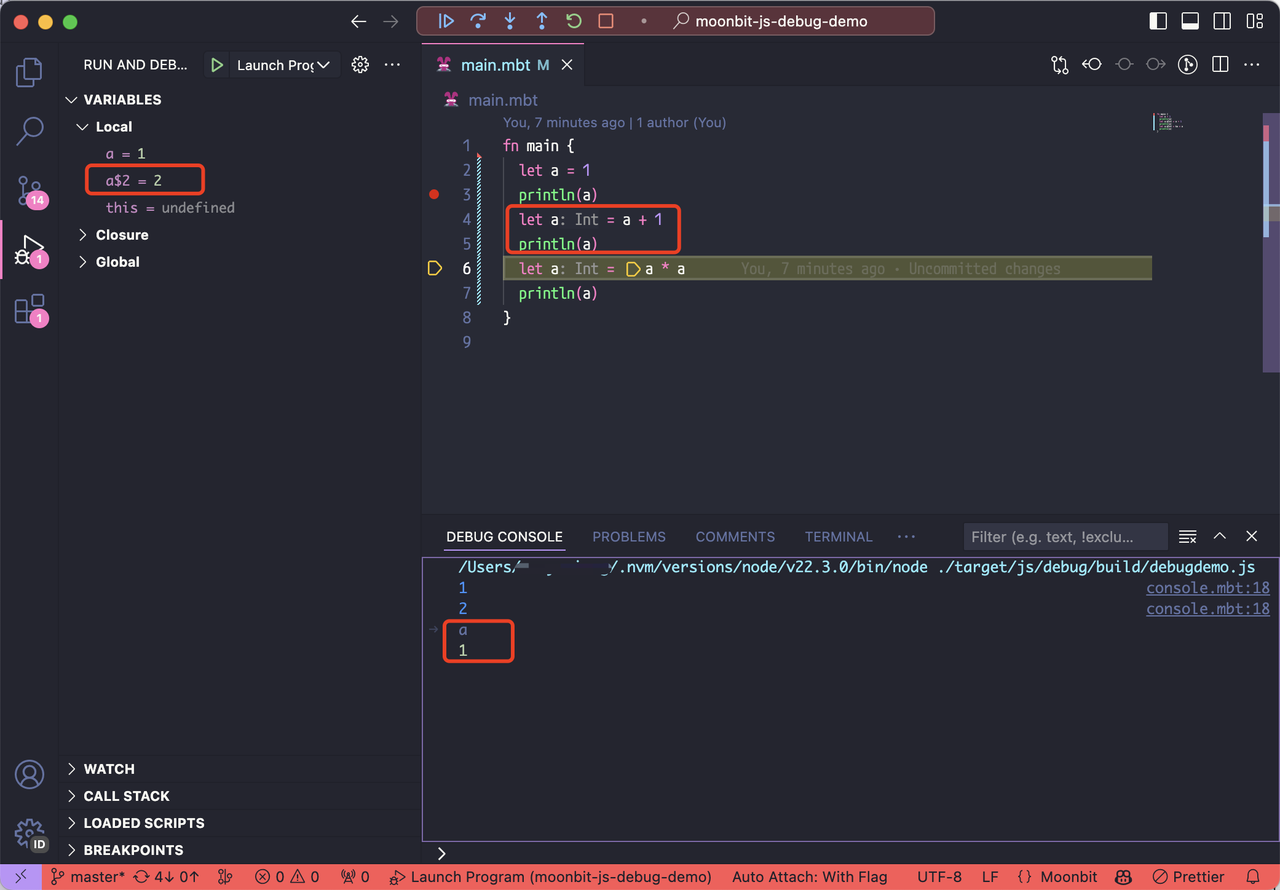 moonbit-js-debug-demo
RUN AND DEB...
Launch Prog
VARIABLES
Local
a = 1
a$2 = 2
this = undefined
Closure
Global
14
1
1
main.mbt M
main.mbt
You, 7 minutes ago | 1 author (You)
1 fn main {
2 let a = 1
3 println(a)
4 let a: Int = a + 1
5 println(a)
6 let a: Int = a * a You, 7 minutes ago • Uncommitted changes
7 println(a)
8 }
9
DEBUG CONSOLE PROBLEMS COMMENTS TERMINAL ... Filter (e.g. text, !exclu...
/Users/ /.nvm/versions/node/v22.3.0/bin/node ./target/js/debug/build/debugdemo.js
1 console.mbt:18
2 console.mbt:18
a
1
WATCH
CALL STACK
LOADED SCRIPTS
BREAKPOINTS
ID
master* 4↓ 0↑ 0 0 0 Launch Program (moonbit-js-debug-demo) Auto Attach: With Flag UTF-8 LF {} Moonbit Prettier